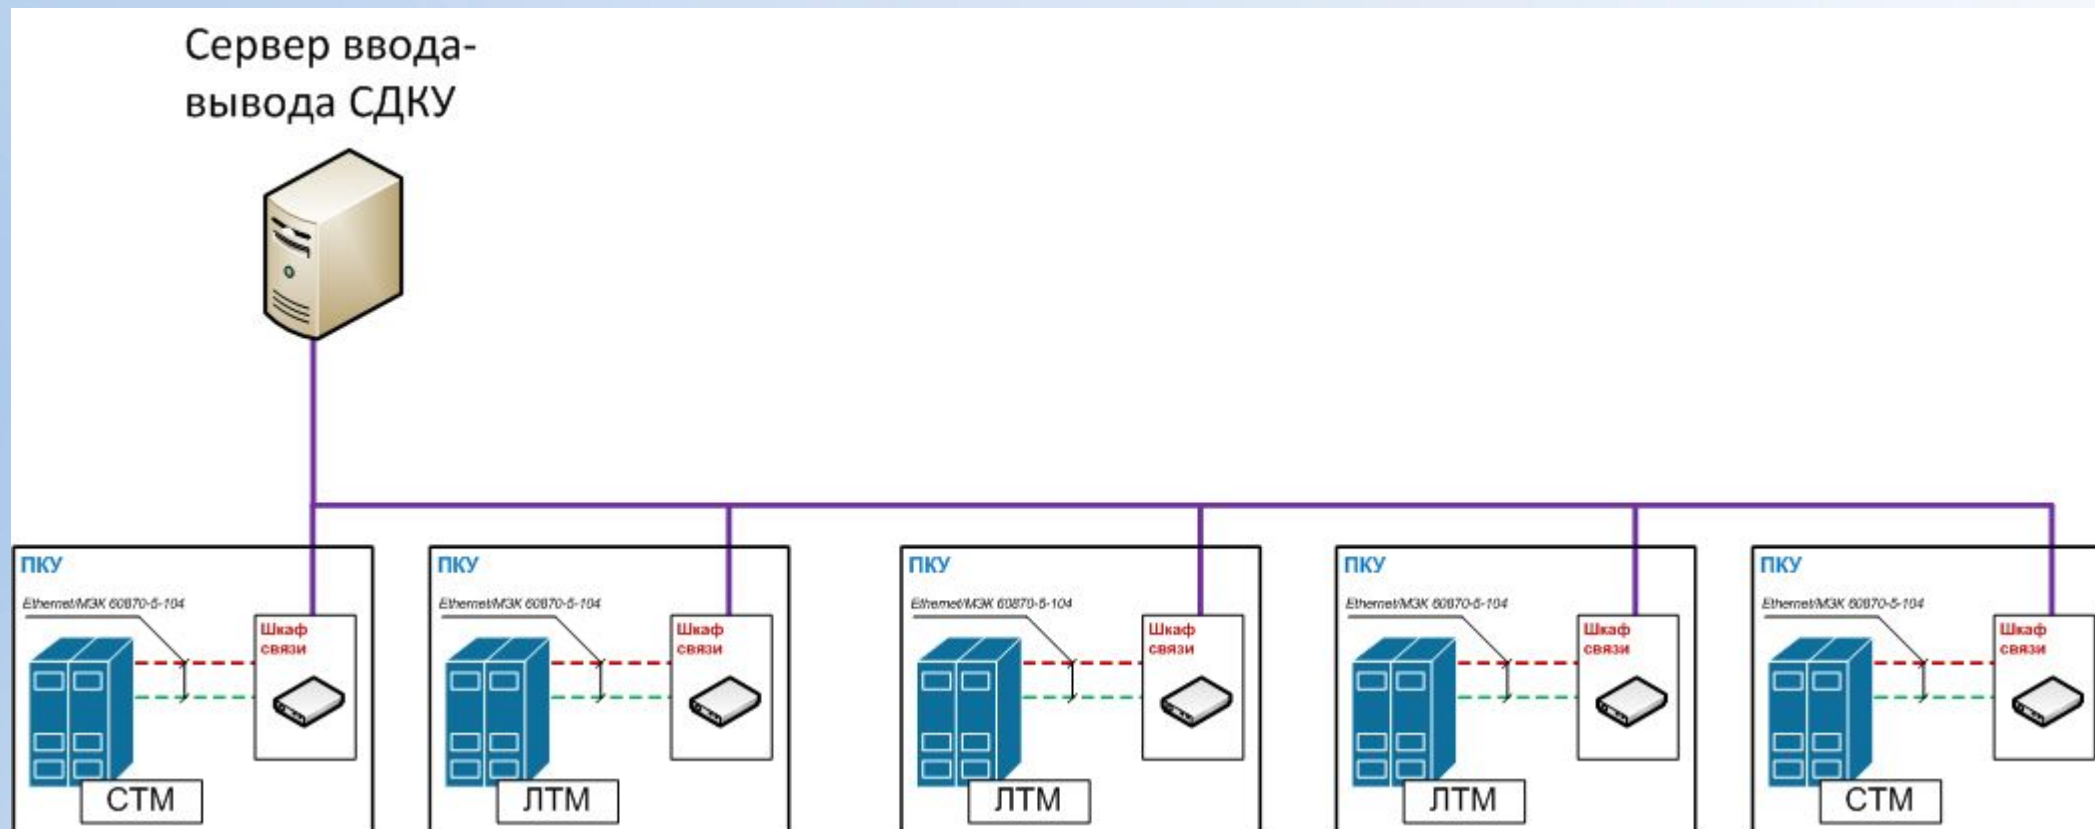 Сервер ввода-
вывода СДКУ
ПКУ
Ethernet/МЭК 60870-5-104
Шкаф
связи
СТМ
ПКУ
Ethernet/МЭК 60870-5-104
Шкаф
связи
ЛТМ
ПКУ
Ethernet/МЭК 60870-5-104
Шкаф
связи
ЛТМ
ПКУ
Ethernet/МЭК 60870-5-104
Шкаф
связи
ЛТМ
ПКУ
Ethernet/МЭК 60870-5-104
Шкаф
связи
СТМ